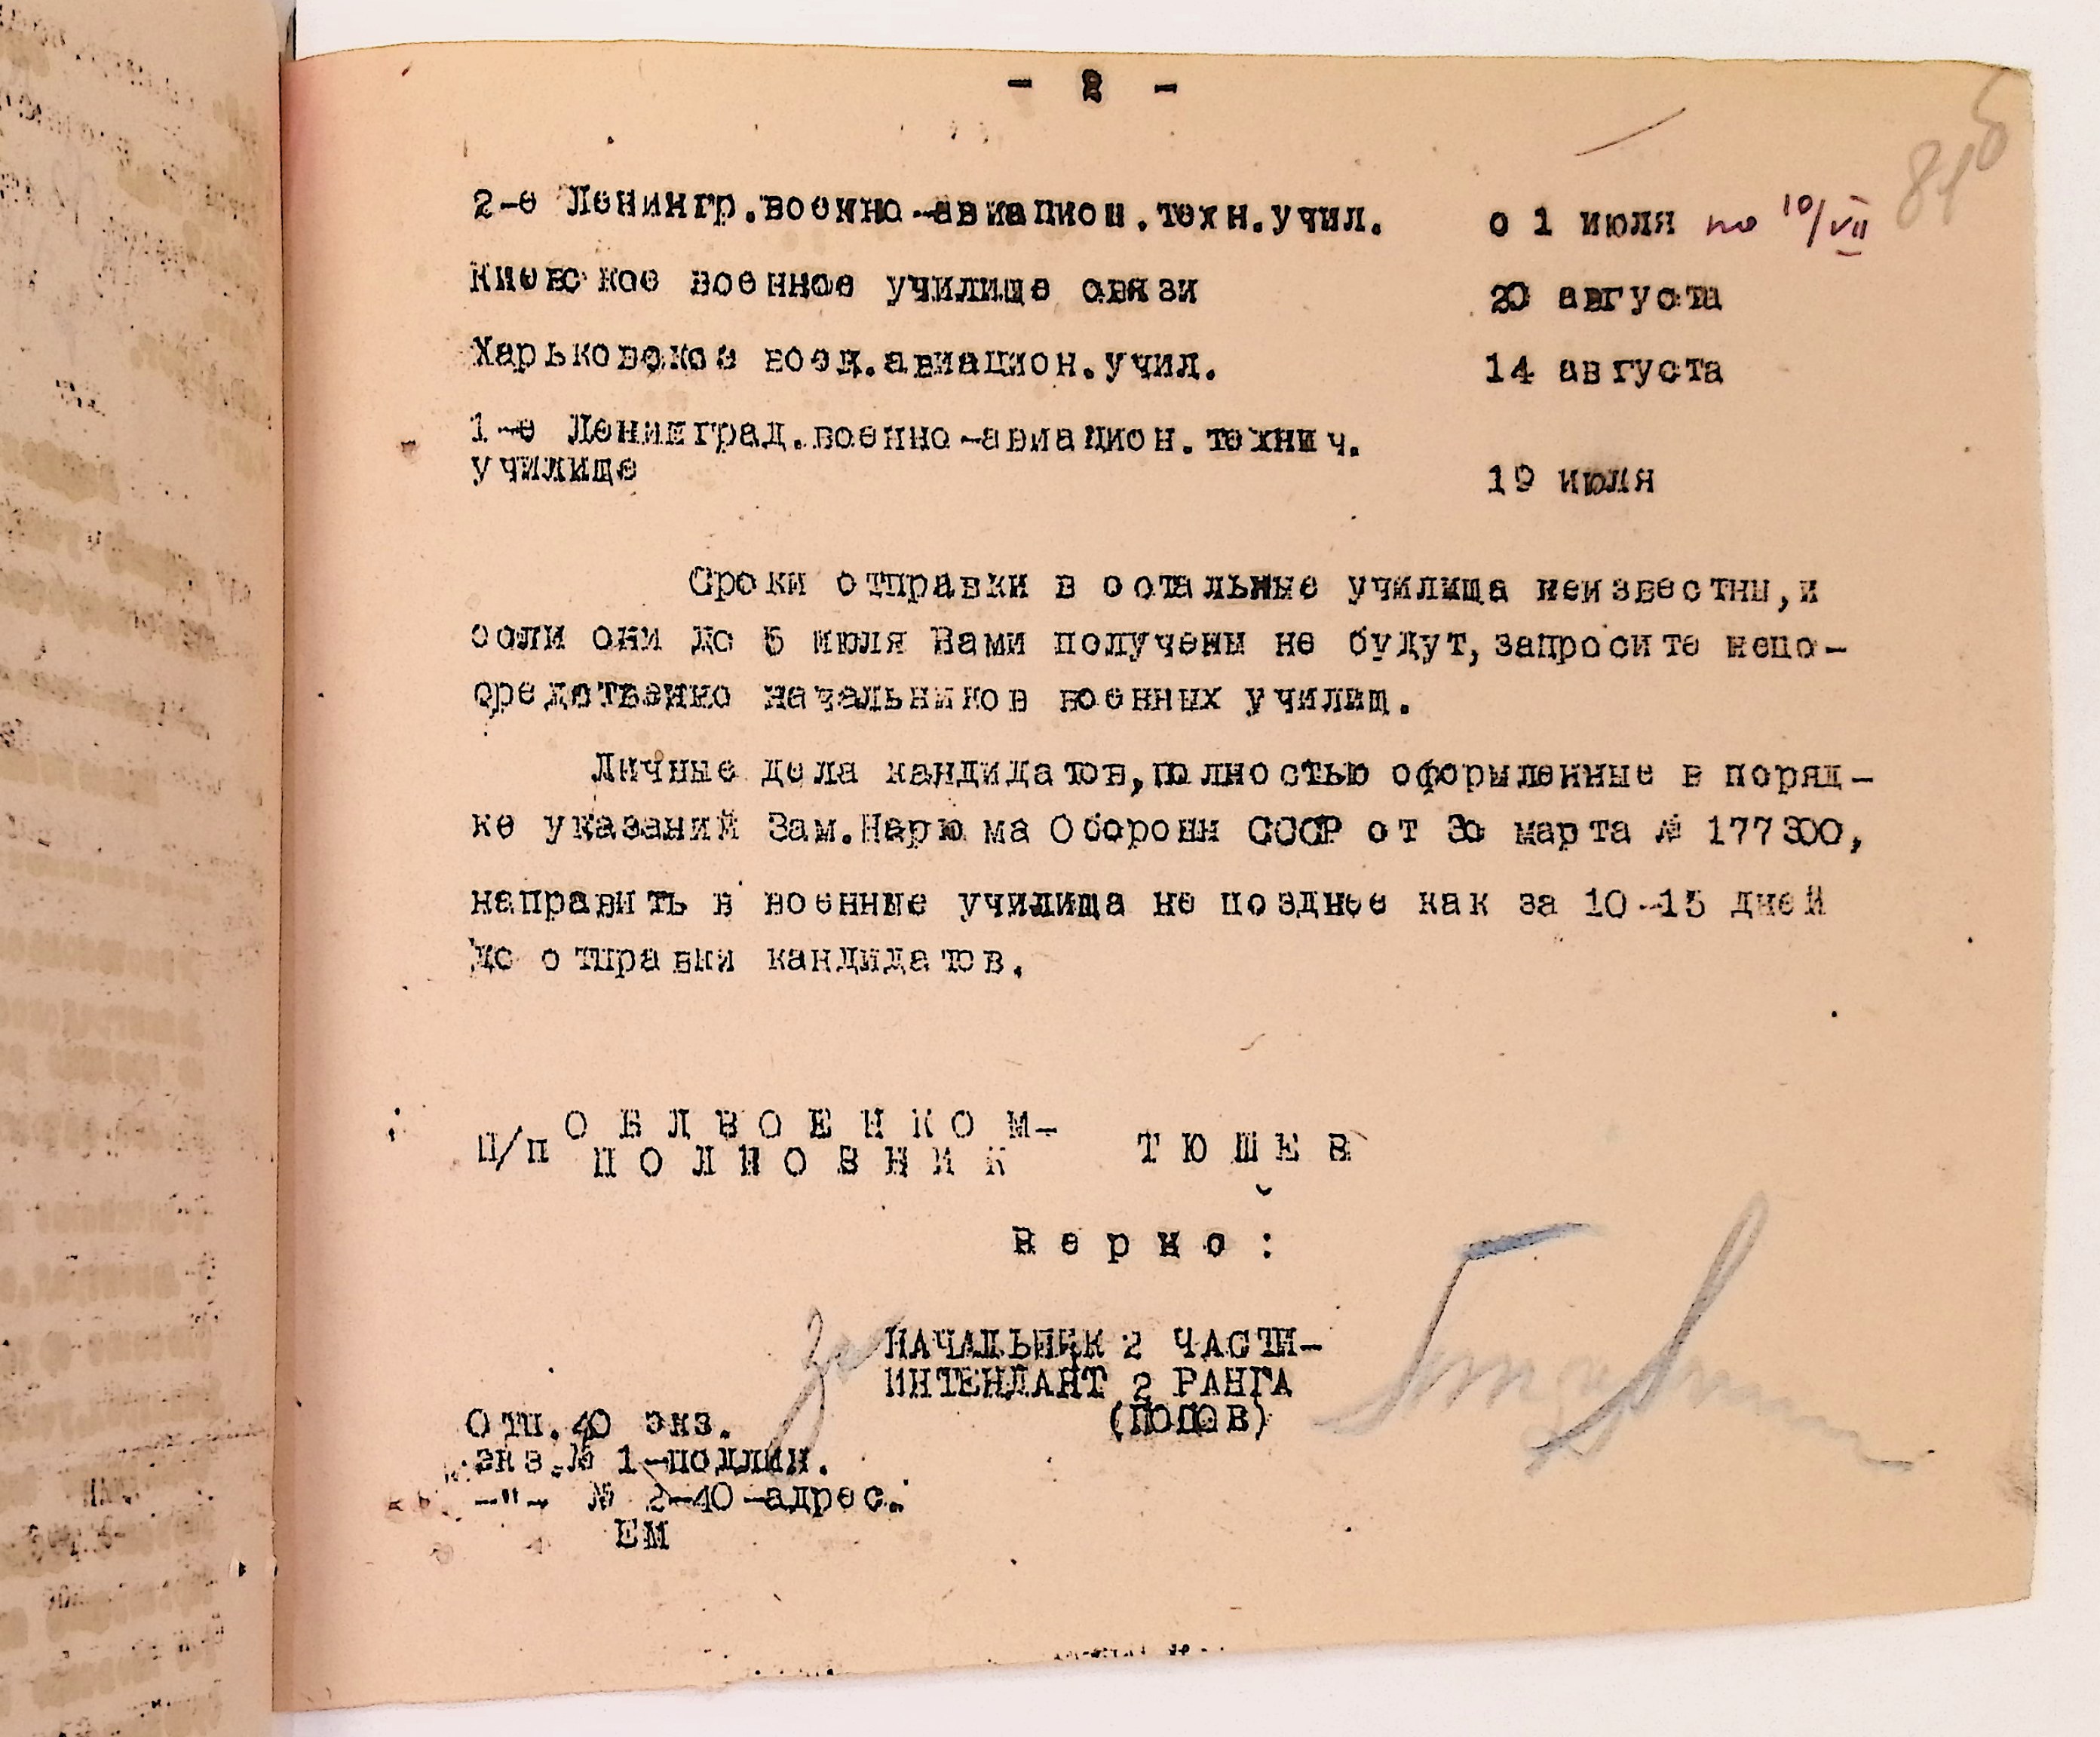 - 2 -
81б
2-е Ленингр.военно-авиацион.техн.учил. с 1 июля по 10/VII
Киевское военное училище связи 20 августа
Харьковское воен.авиацион.учил. 14 августа
1-е Ленинград.военно-авиацион.технич.
училище 19 июля
Сроки отправки в остальные училища неизвестны,и
если они до 5 июля Вами получены не будут,запросите непо-
средственно начальников военных училищ.
Личные дела кандидатов,полностью оформленные в поряд-
ке указаний Зам.Наркома Обороны СССР от 30 марта № 177300,
направить в военные училища не позднее как за 10-15 дней
до отправки кандидатов.
П/п ОБЛВОЕНКОМ-
ПОЛКОВНИК ТЮШЕВ
Верно:
За НАЧАЛЬНИК 2 ЧАСТИ-
ИНТЕНДАНТ 2 РАНГА
(ПОПОВ)
Отп.40 экз.
экз.№ 1-подлин.
-"- № 2-40-адрес.
ЕМ